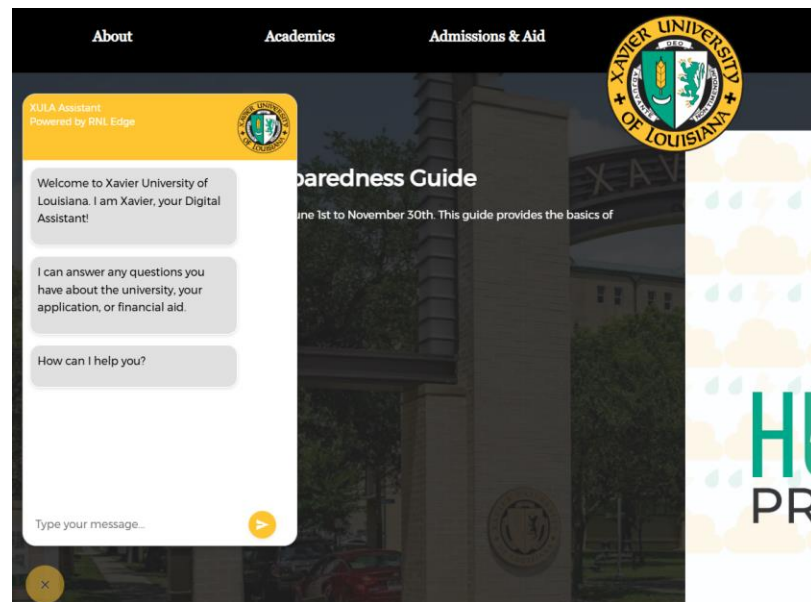 About
Academics
Admissions & Aid
XAVIER UNIVERSITY
OF LOUISIANA
DEO
XULA Assistant
Powered by RNL Edge
Welcome to Xavier University of
Louisiana. I am Xavier, your Digital
Assistant!
I can answer any questions you
have about the university, your
application, or financial aid.
How can I help you?
Type your message...
paredness Guide
une 1st to November 30th. This guide provides the basics of
XAV
HU
PR